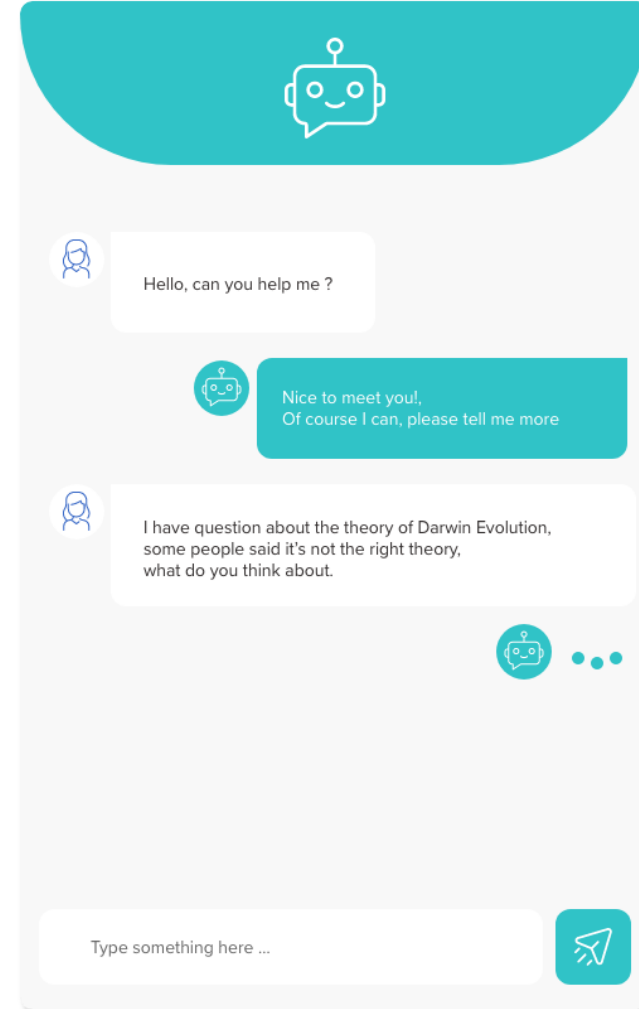 Hello, can you help me ?
Nice to meet you!,
Of course I can, please tell me more
I have question about the theory of Darwin Evolution,
some people said it's not the right theory,
what do you think about.
Type something here ...